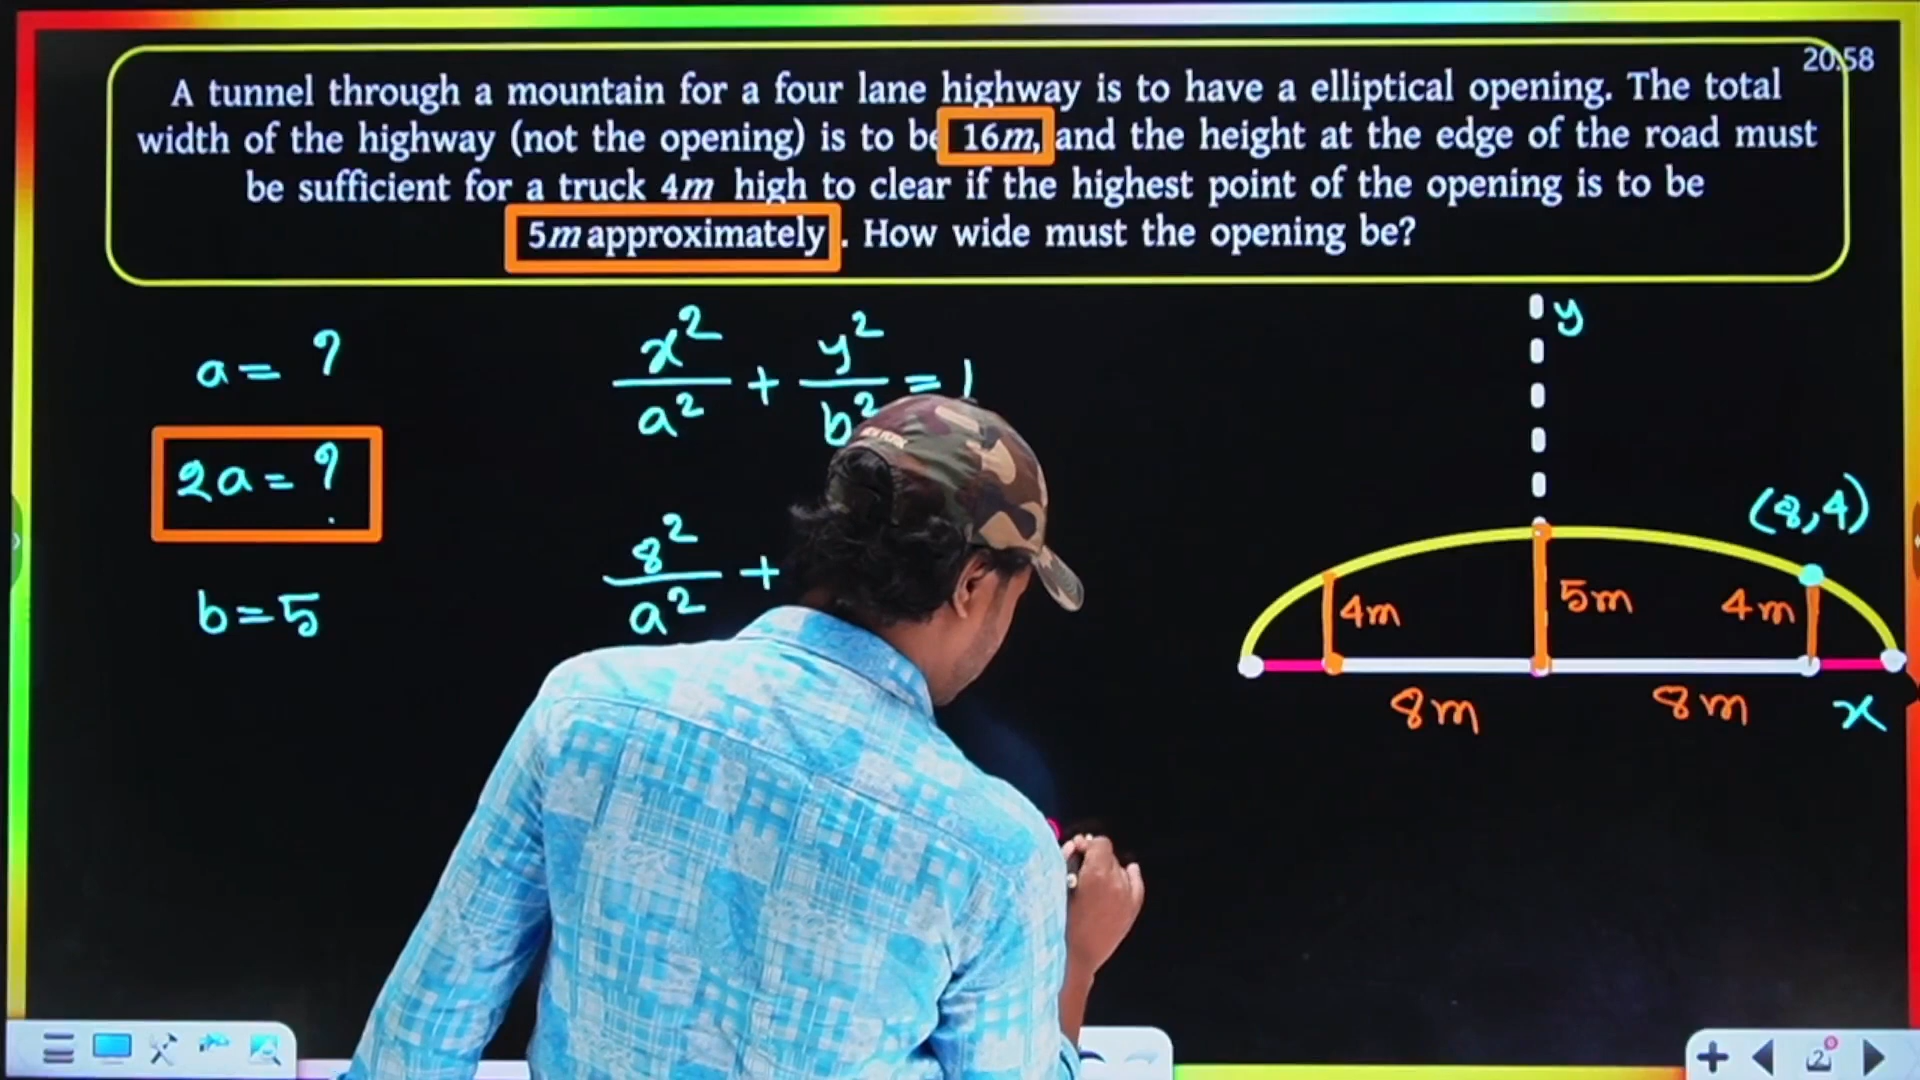 20:58
A tunnel through a mountain for a four lane highway is to have a elliptical opening. The total
width of the highway (not the opening) is to be 16m, and the height at the edge of the road must
be sufficient for a truck 4m high to clear if the highest point of the opening is to be
5m approximately . How wide must the opening be?
a = ?
2a = ?
b = 5
x²/a² + y²/b² = 1
8²/a² +
NEW YORK
y
(8,4)
4m 5m 4m
8m 8m x
2